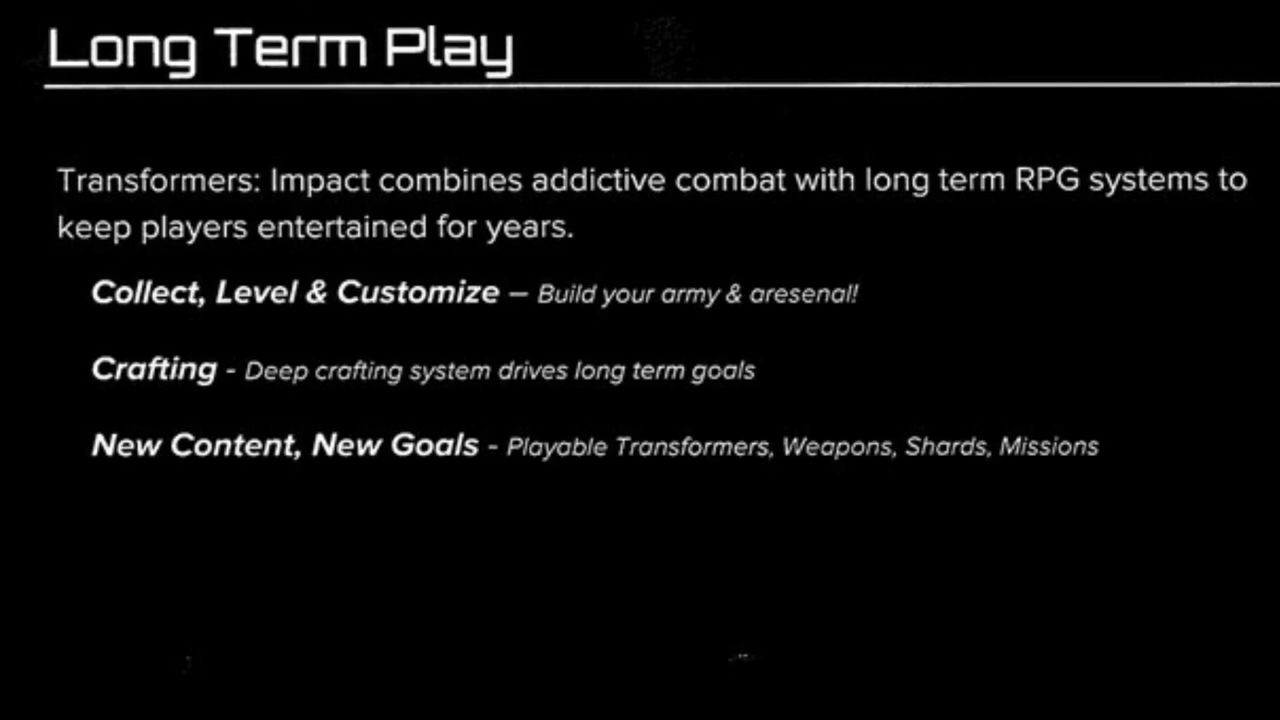 Long Term Play
Transformers: Impact combines addictive combat with long term RPG systems to
keep players entertained for years.
Collect, Level & Customize – Build your army & aresenal!
Crafting - Deep crafting system drives long term goals
New Content, New Goals - Playable Transformers, Weapons, Shards, Missions